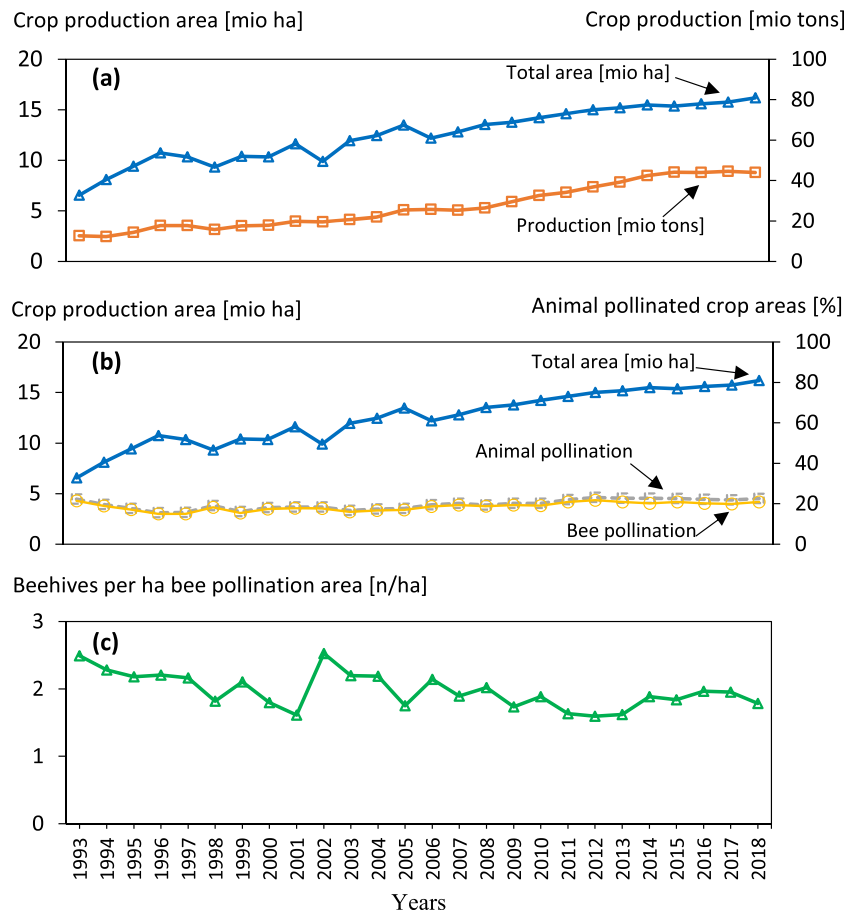 Crop production area [mio ha] Crop production [mio tons]
20 100
(a)
Total area [mio ha]
15 80
60
10
40
5
Production [mio tons]
20
0 0
Crop production area [mio ha] Animal pollinated crop areas [%]
20 100
(b)
Total area [mio ha]
15 80
60
10
Animal pollination
40
5
20
Bee pollination
0 0
Beehives per ha bee pollination area [n/ha]
3
(c)
2
1
0
1993 1994 1995 1996 1997 1998 1999 2000 2001 2002 2003 2004 2005 2006 2007 2008 2009 2010 2011 2012 2013 2014 2015 2016 2017 2018
Years